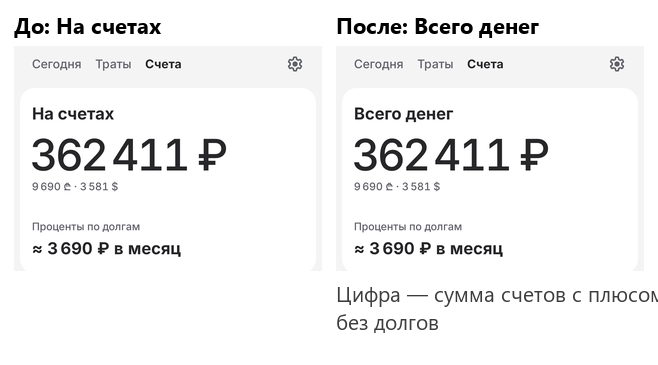 До: На счетах
Сегодня Траты Счета
На счетах
362 411 ₽
9 690 ₾ · 3 581 $
Проценты по долгам
≈ 3 690 ₽ в месяц
После: Всего денег
Сегодня Траты Счета
Всего денег
362 411 ₽
9 690 ₾ · 3 581 $
Проценты по долгам
≈ 3 690 ₽ в месяц
Цифра — сумма счетов с плюсом
без долгов